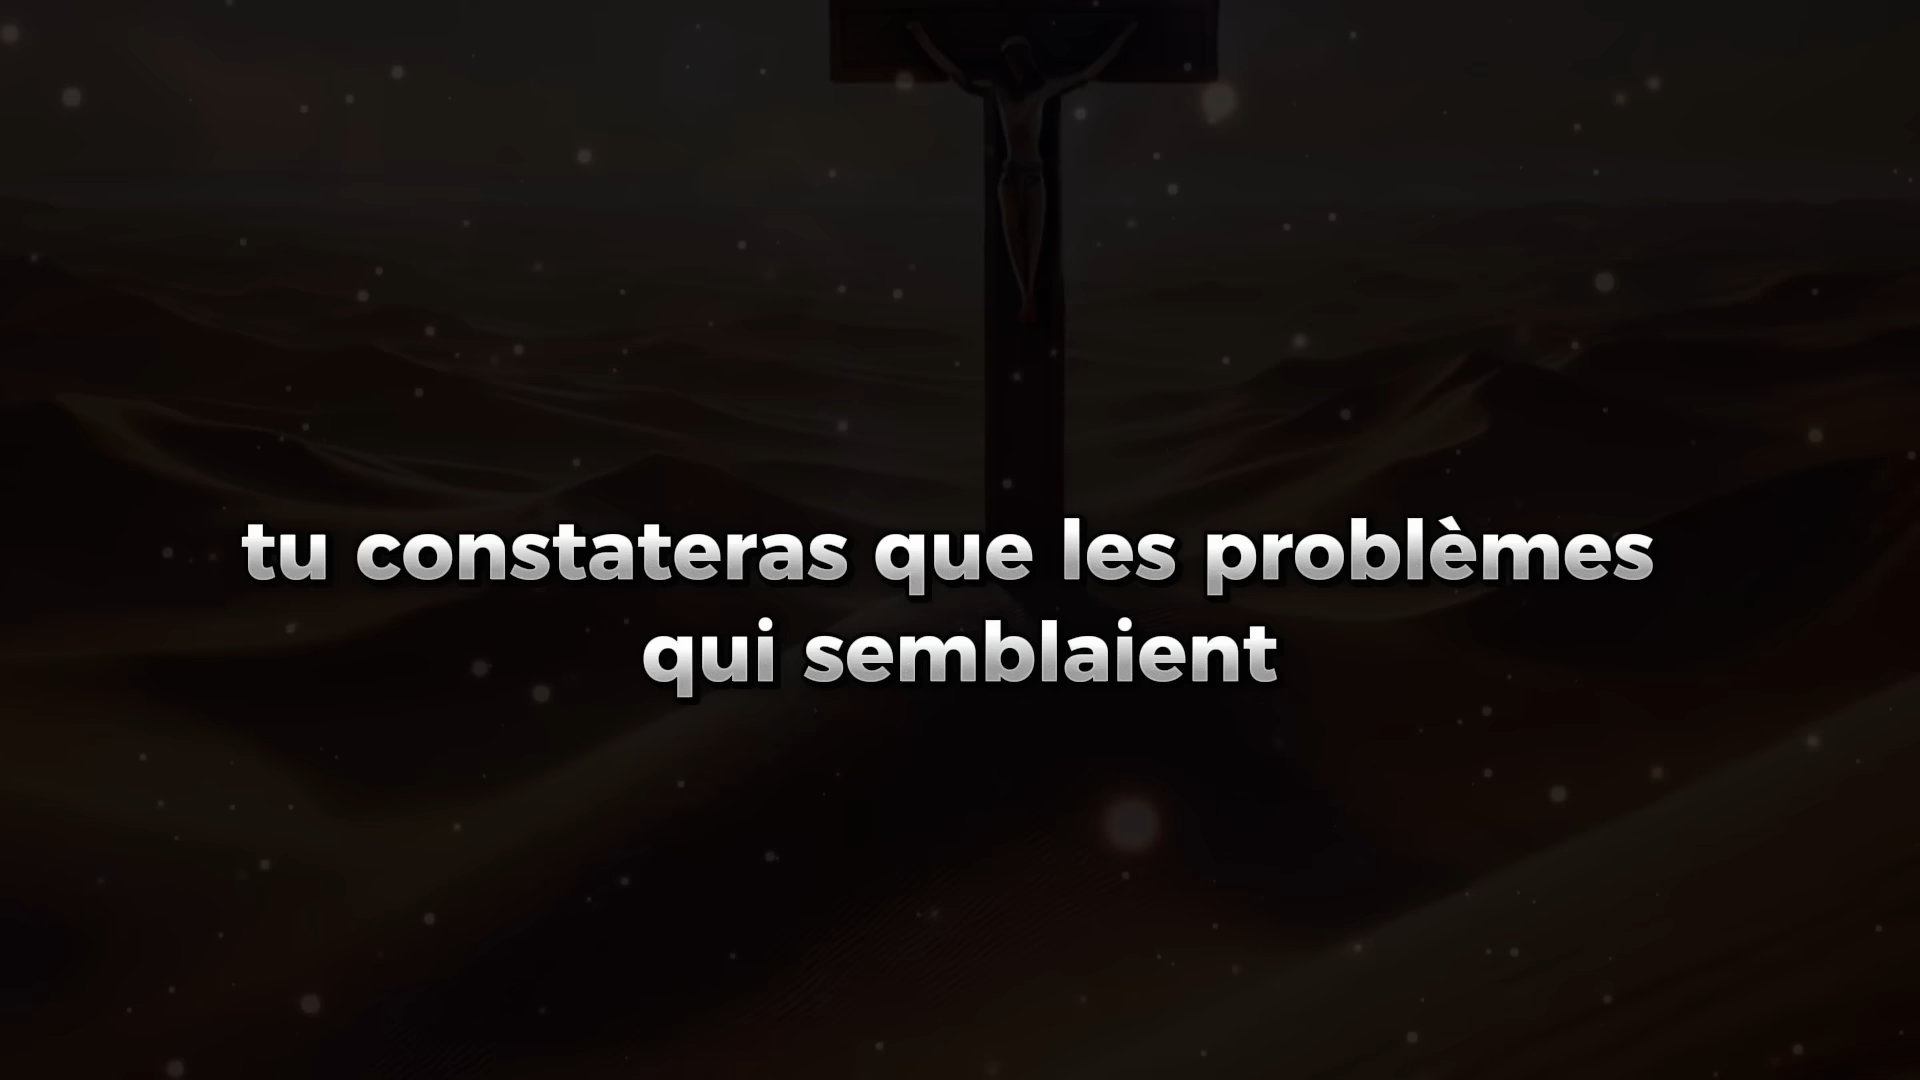 tu constateras que les problèmes
qui semblaient